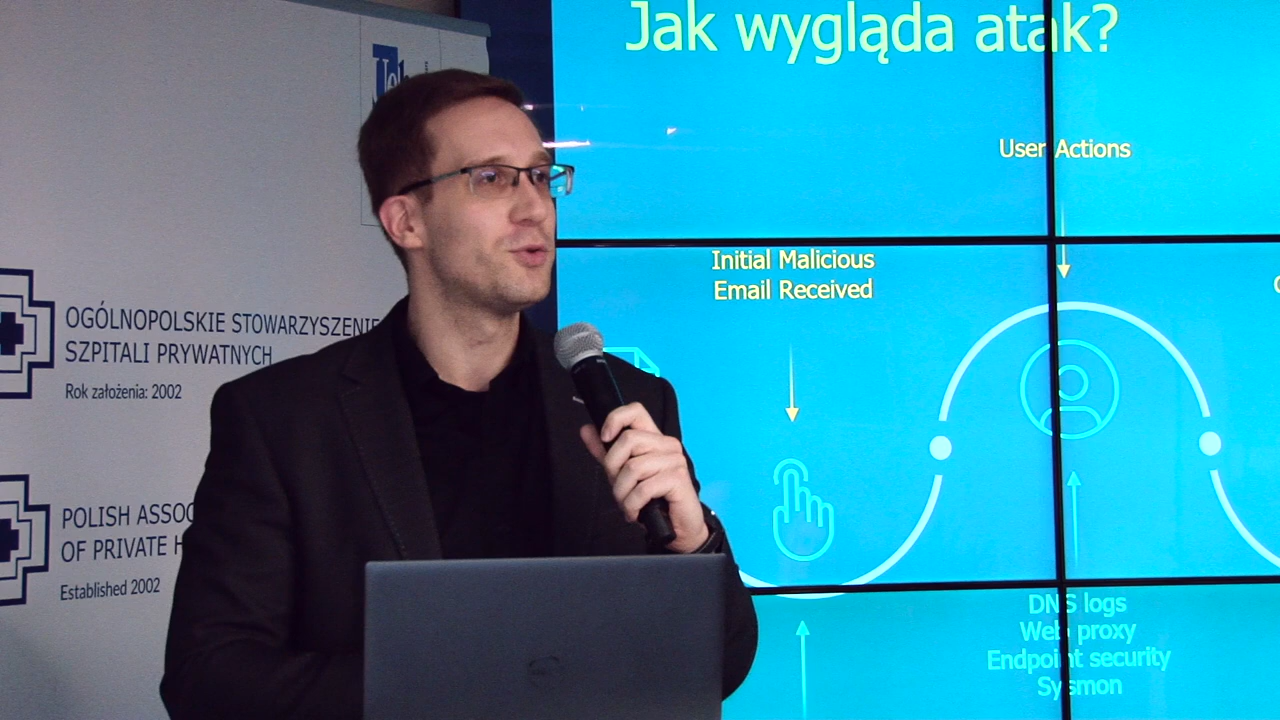 OGÓLNOPOLSKIE STOWARZYSZENIE
SZPITALI PRYWATNYCH
Rok założenia: 2002
POLISH
OF PRIVATE
Established 2002
Jak wygląda atak?
User Actions
Initial Malicious
Email Received
DNS logs
Web proxy
Endpoint security
Sysmon